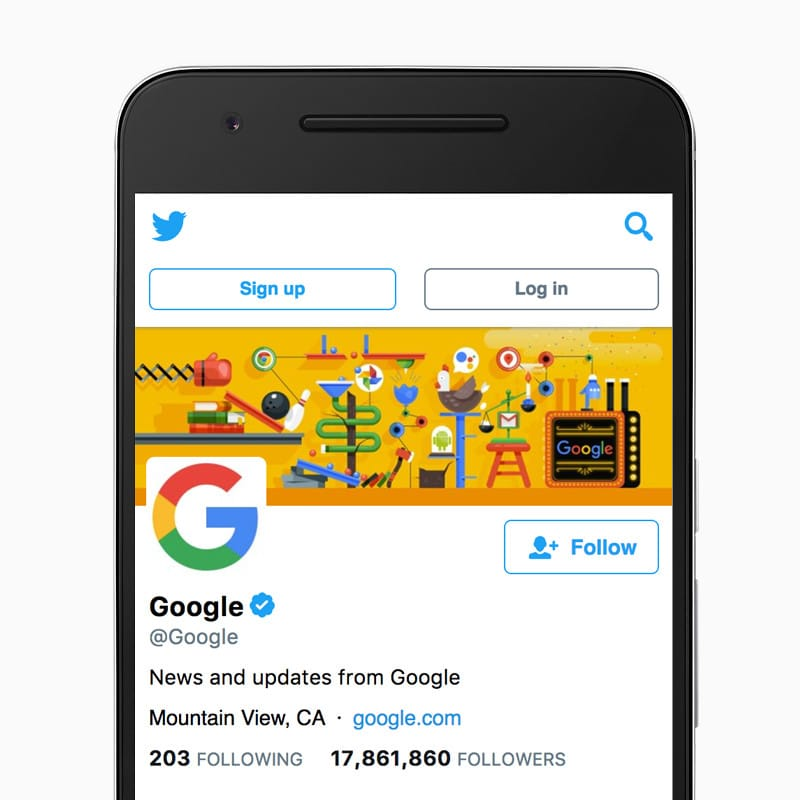 Sign up
Log in
Google
Follow
Google
@Google
News and updates from Google
Mountain View, CA · google.com
203 FOLLOWING 17,861,860 FOLLOWERS